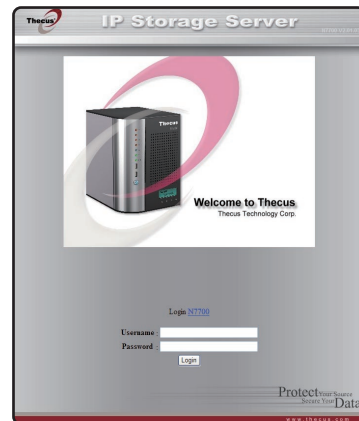 Thecus
IP Storage Server
Thecus
Welcome to Thecus
Thecus Technology Corp.
Login N7700
Username :
Password :
Login
Protect Your Source
Secure Your Data
www.thecus.com